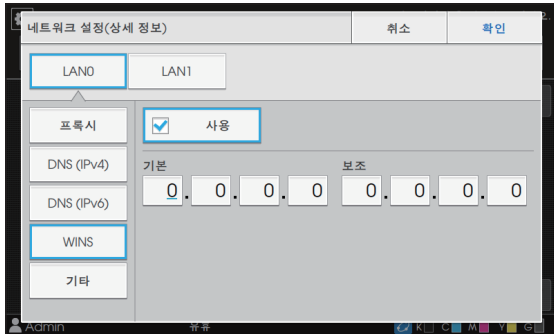 네트워크 설정(상세 정보)
취소
확인
LAN0
LAN1
프록시
사용
DNS (IPv4)
기본
보조
0.0.0.0
0.0.0.0
DNS (IPv6)
WINS
기타
Admin
유휴
K C M Y G